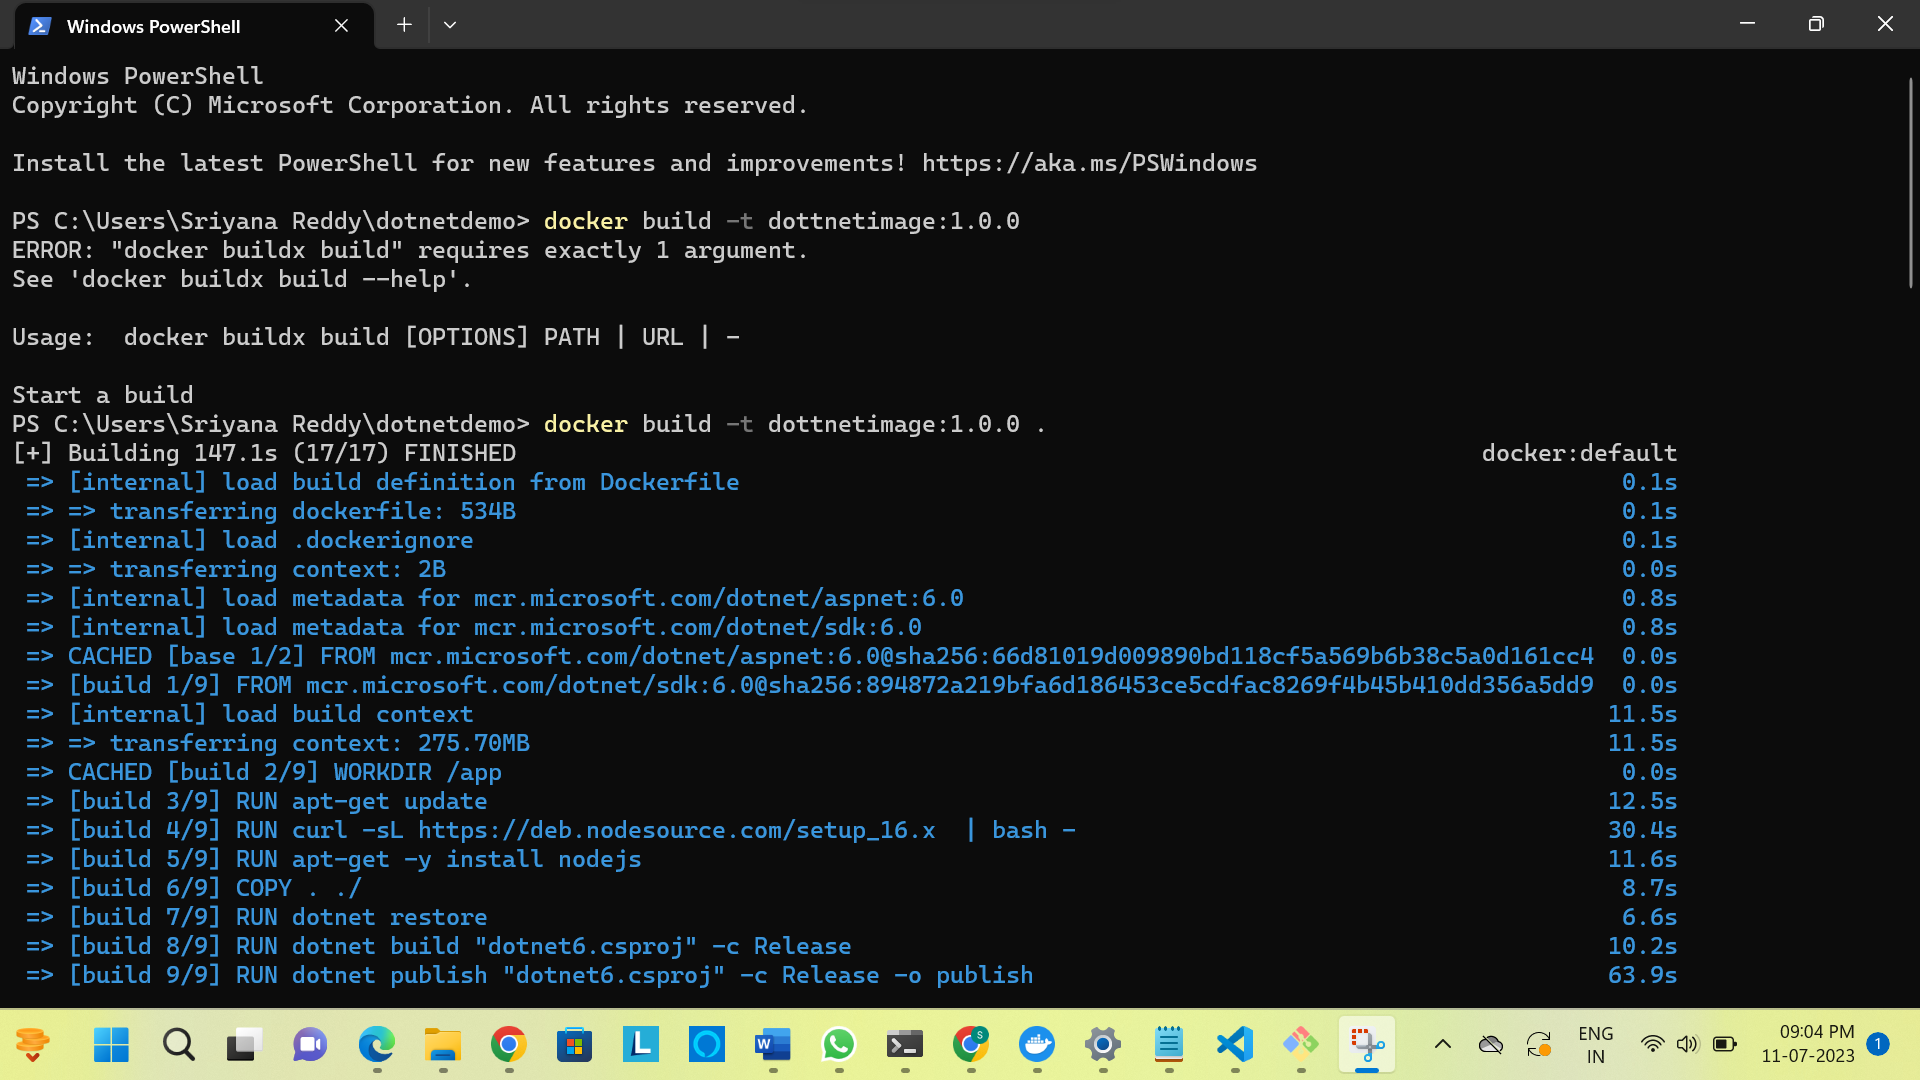 Windows PowerShell
Windows PowerShell
Copyright (C) Microsoft Corporation. All rights reserved.
Install the latest PowerShell for new features and improvements! https://aka.ms/PSWindows
PS C:\Users\Sriyana Reddy\dotnetdemo> docker build -t dottnetimage:1.0.0
ERROR: "docker buildx build" requires exactly 1 argument.
See 'docker buildx build --help'.
Usage:  docker buildx build [OPTIONS] PATH | URL | -
Start a build
PS C:\Users\Sriyana Reddy\dotnetdemo> docker build -t dottnetimage:1.0.0 .
[+] Building 147.1s (17/17) FINISHED docker:default
=> [internal] load build definition from Dockerfile 0.1s
=> => transferring dockerfile: 534B 0.1s
=> [internal] load .dockerignore 0.1s
=> => transferring context: 2B 0.0s
=> [internal] load metadata for mcr.microsoft.com/dotnet/aspnet:6.0 0.8s
=> [internal] load metadata for mcr.microsoft.com/dotnet/sdk:6.0 0.8s
=> CACHED [base 1/2] FROM mcr.microsoft.com/dotnet/aspnet:6.0@sha256:66d81019d009890bd118cf5a569b6b38c5a0d161cc4 0.0s
=> [build 1/9] FROM mcr.microsoft.com/dotnet/sdk:6.0@sha256:894872a219bfa6d186453ce5cdfac8269f4b45b410dd356a5dd9 0.0s
=> [internal] load build context 11.5s
=> => transferring context: 275.70MB 11.5s
=> CACHED [build 2/9] WORKDIR /app 0.0s
=> [build 3/9] RUN apt-get update 12.5s
=> [build 4/9] RUN curl -sL https://deb.nodesource.com/setup_16.x  | bash - 30.4s
=> [build 5/9] RUN apt-get -y install nodejs 11.6s
=> [build 6/9] COPY . ./ 8.7s
=> [build 7/9] RUN dotnet restore 6.6s
=> [build 8/9] RUN dotnet build "dotnet6.csproj" -c Release 10.2s
=> [build 9/9] RUN dotnet publish "dotnet6.csproj" -c Release -o publish 63.9s
L
W
S
ENG
IN
09:04 PM
11-07-2023
1